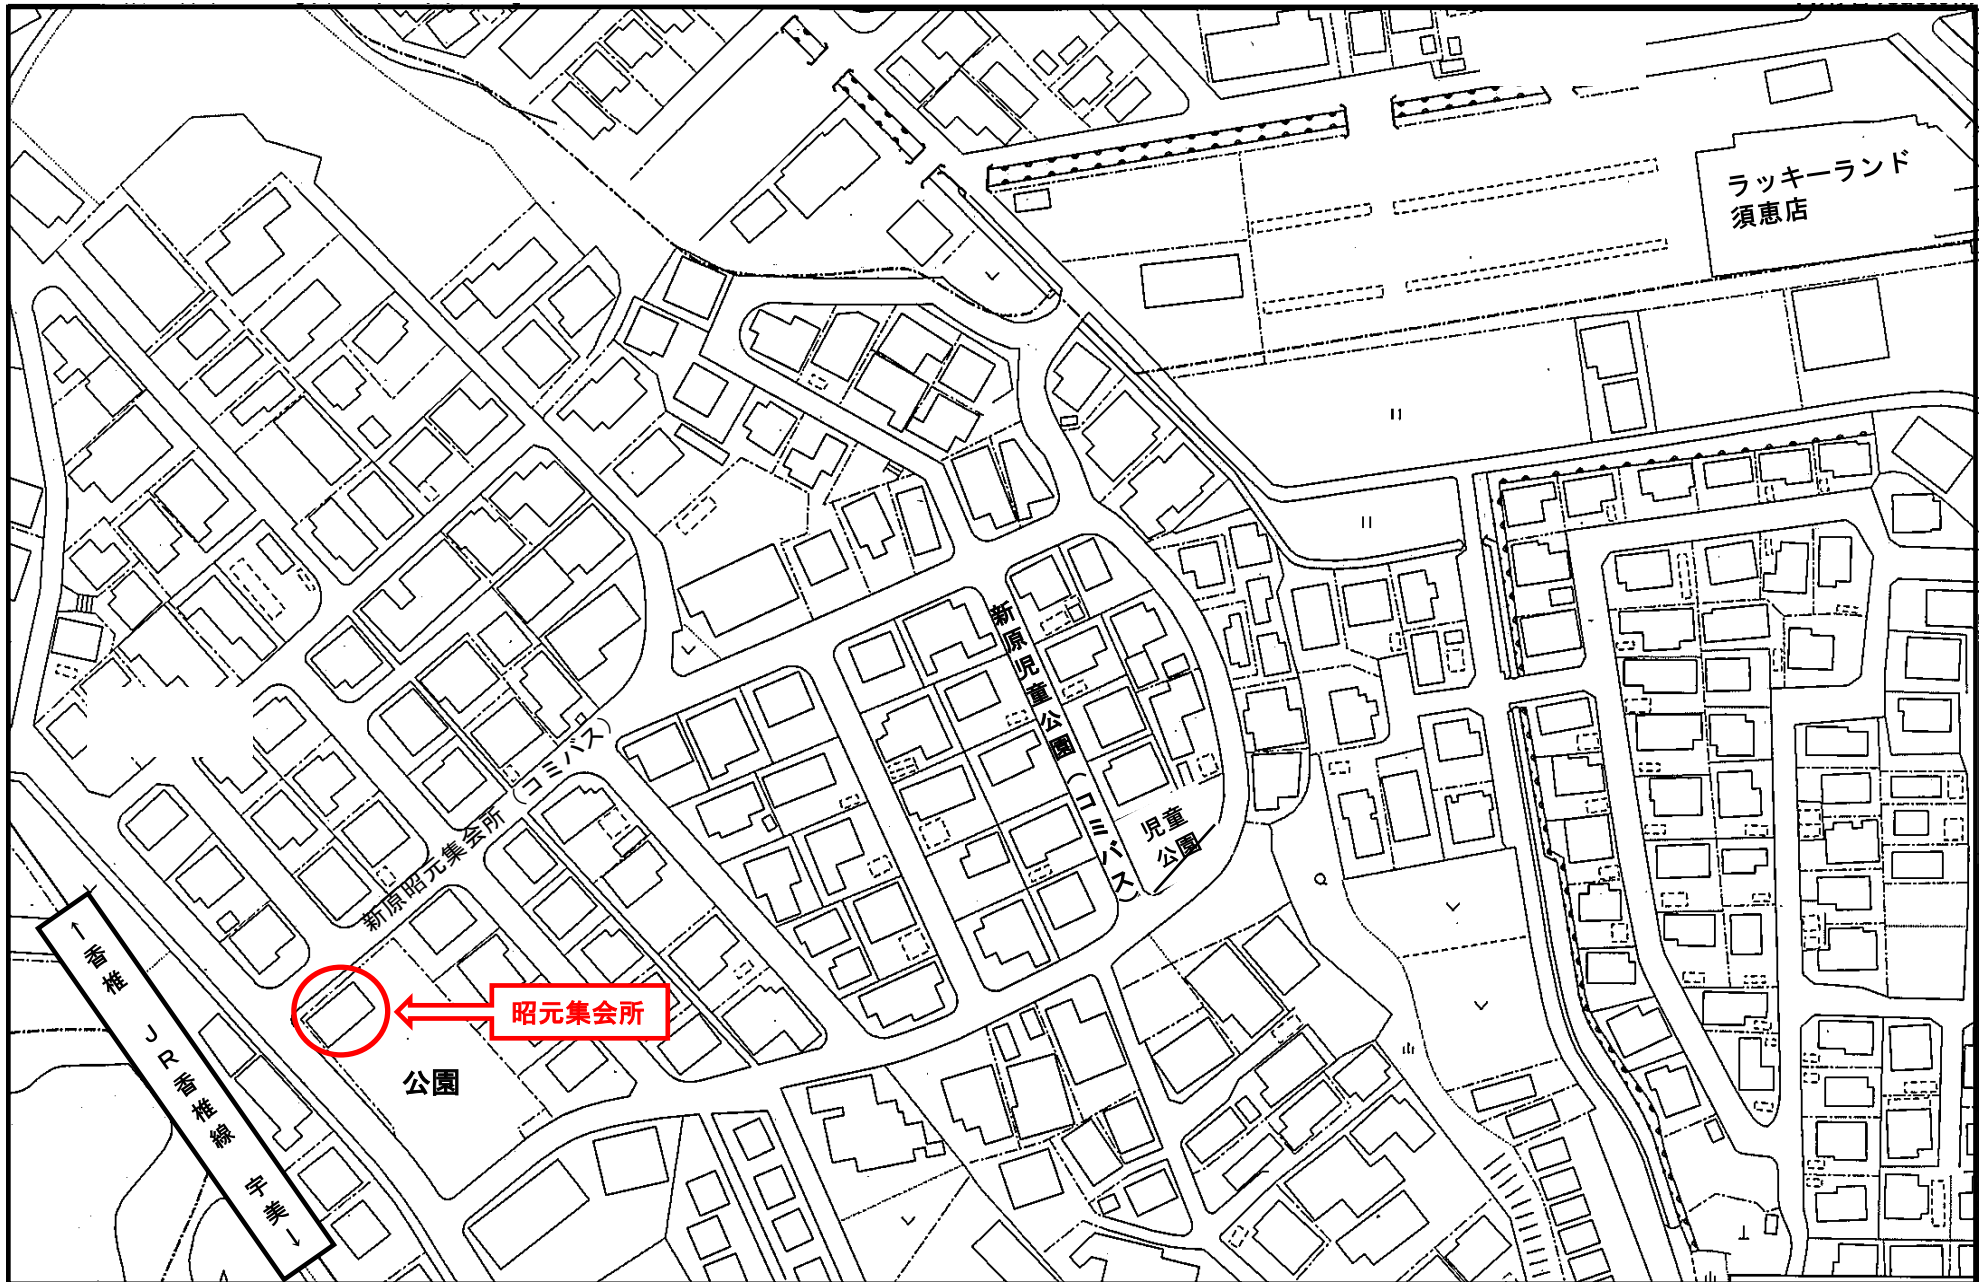 ラッキーランド
須恵店
新原児童公園（コミバス）
新原昭元集会所（コミバス）
児童
公園
昭元集会所
公園
↑香椎 JR香椎線 宇美↓